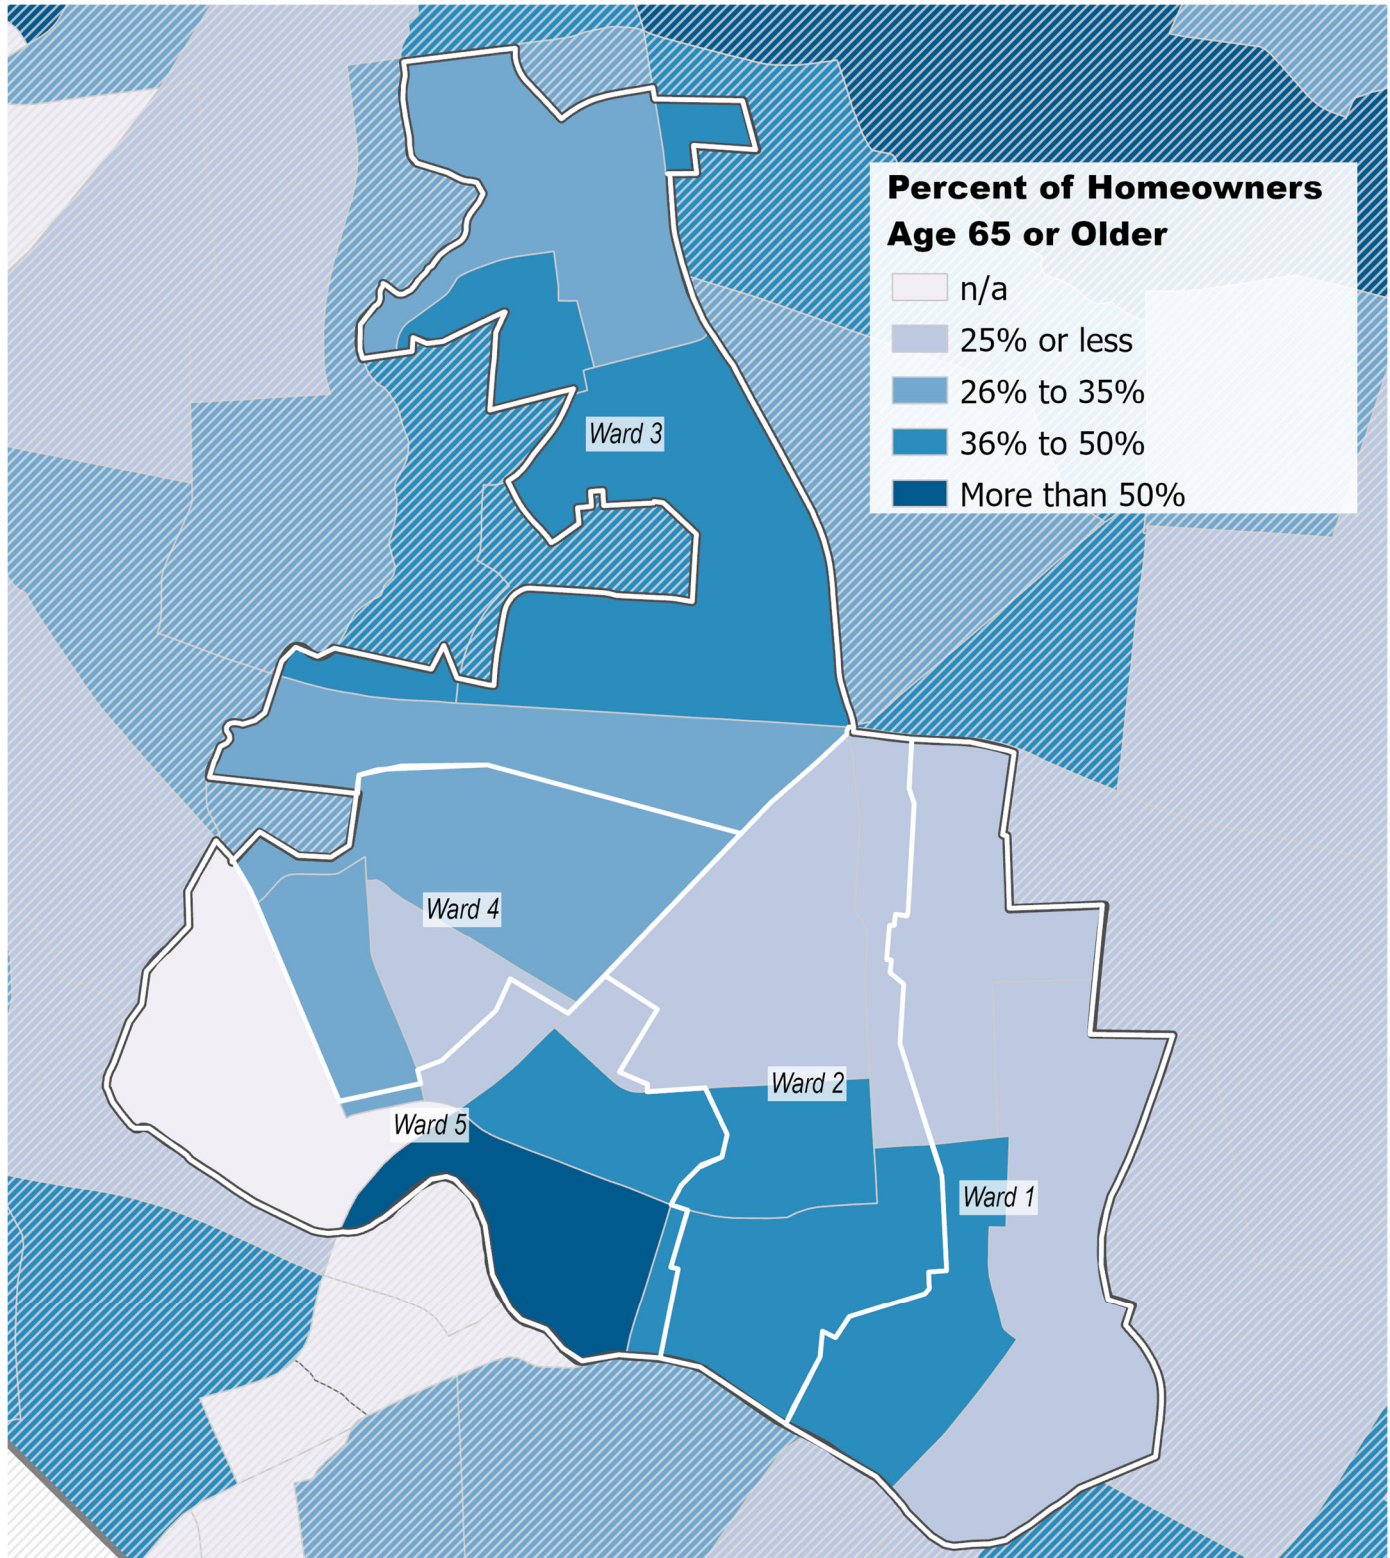 Percent of Homeowners
Age 65 or Older
n/a
25% or less
26% to 35%
36% to 50%
More than 50%
Ward 3
Ward 4
Ward 2
Ward 5
Ward 1